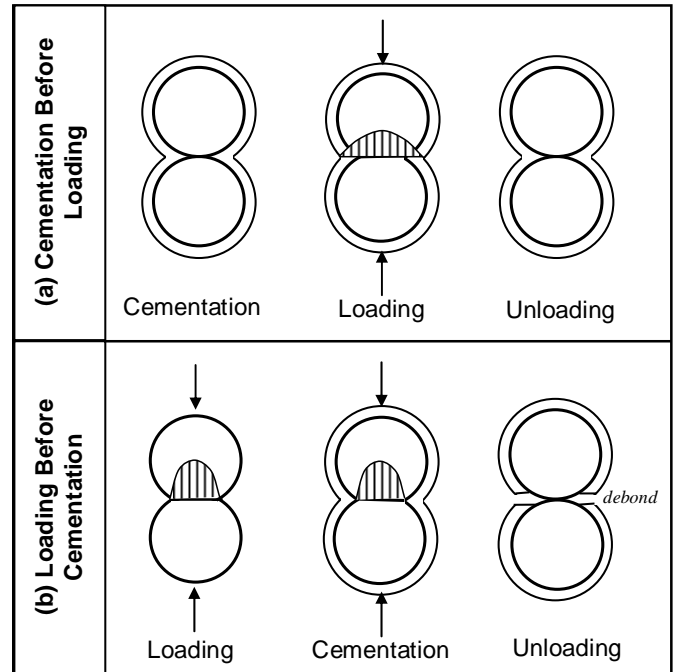 (a) Cementation Before
Loading
Cementation
Loading
Unloading
(b) Loading Before
Cementation
debond
Loading
Cementation
Unloading